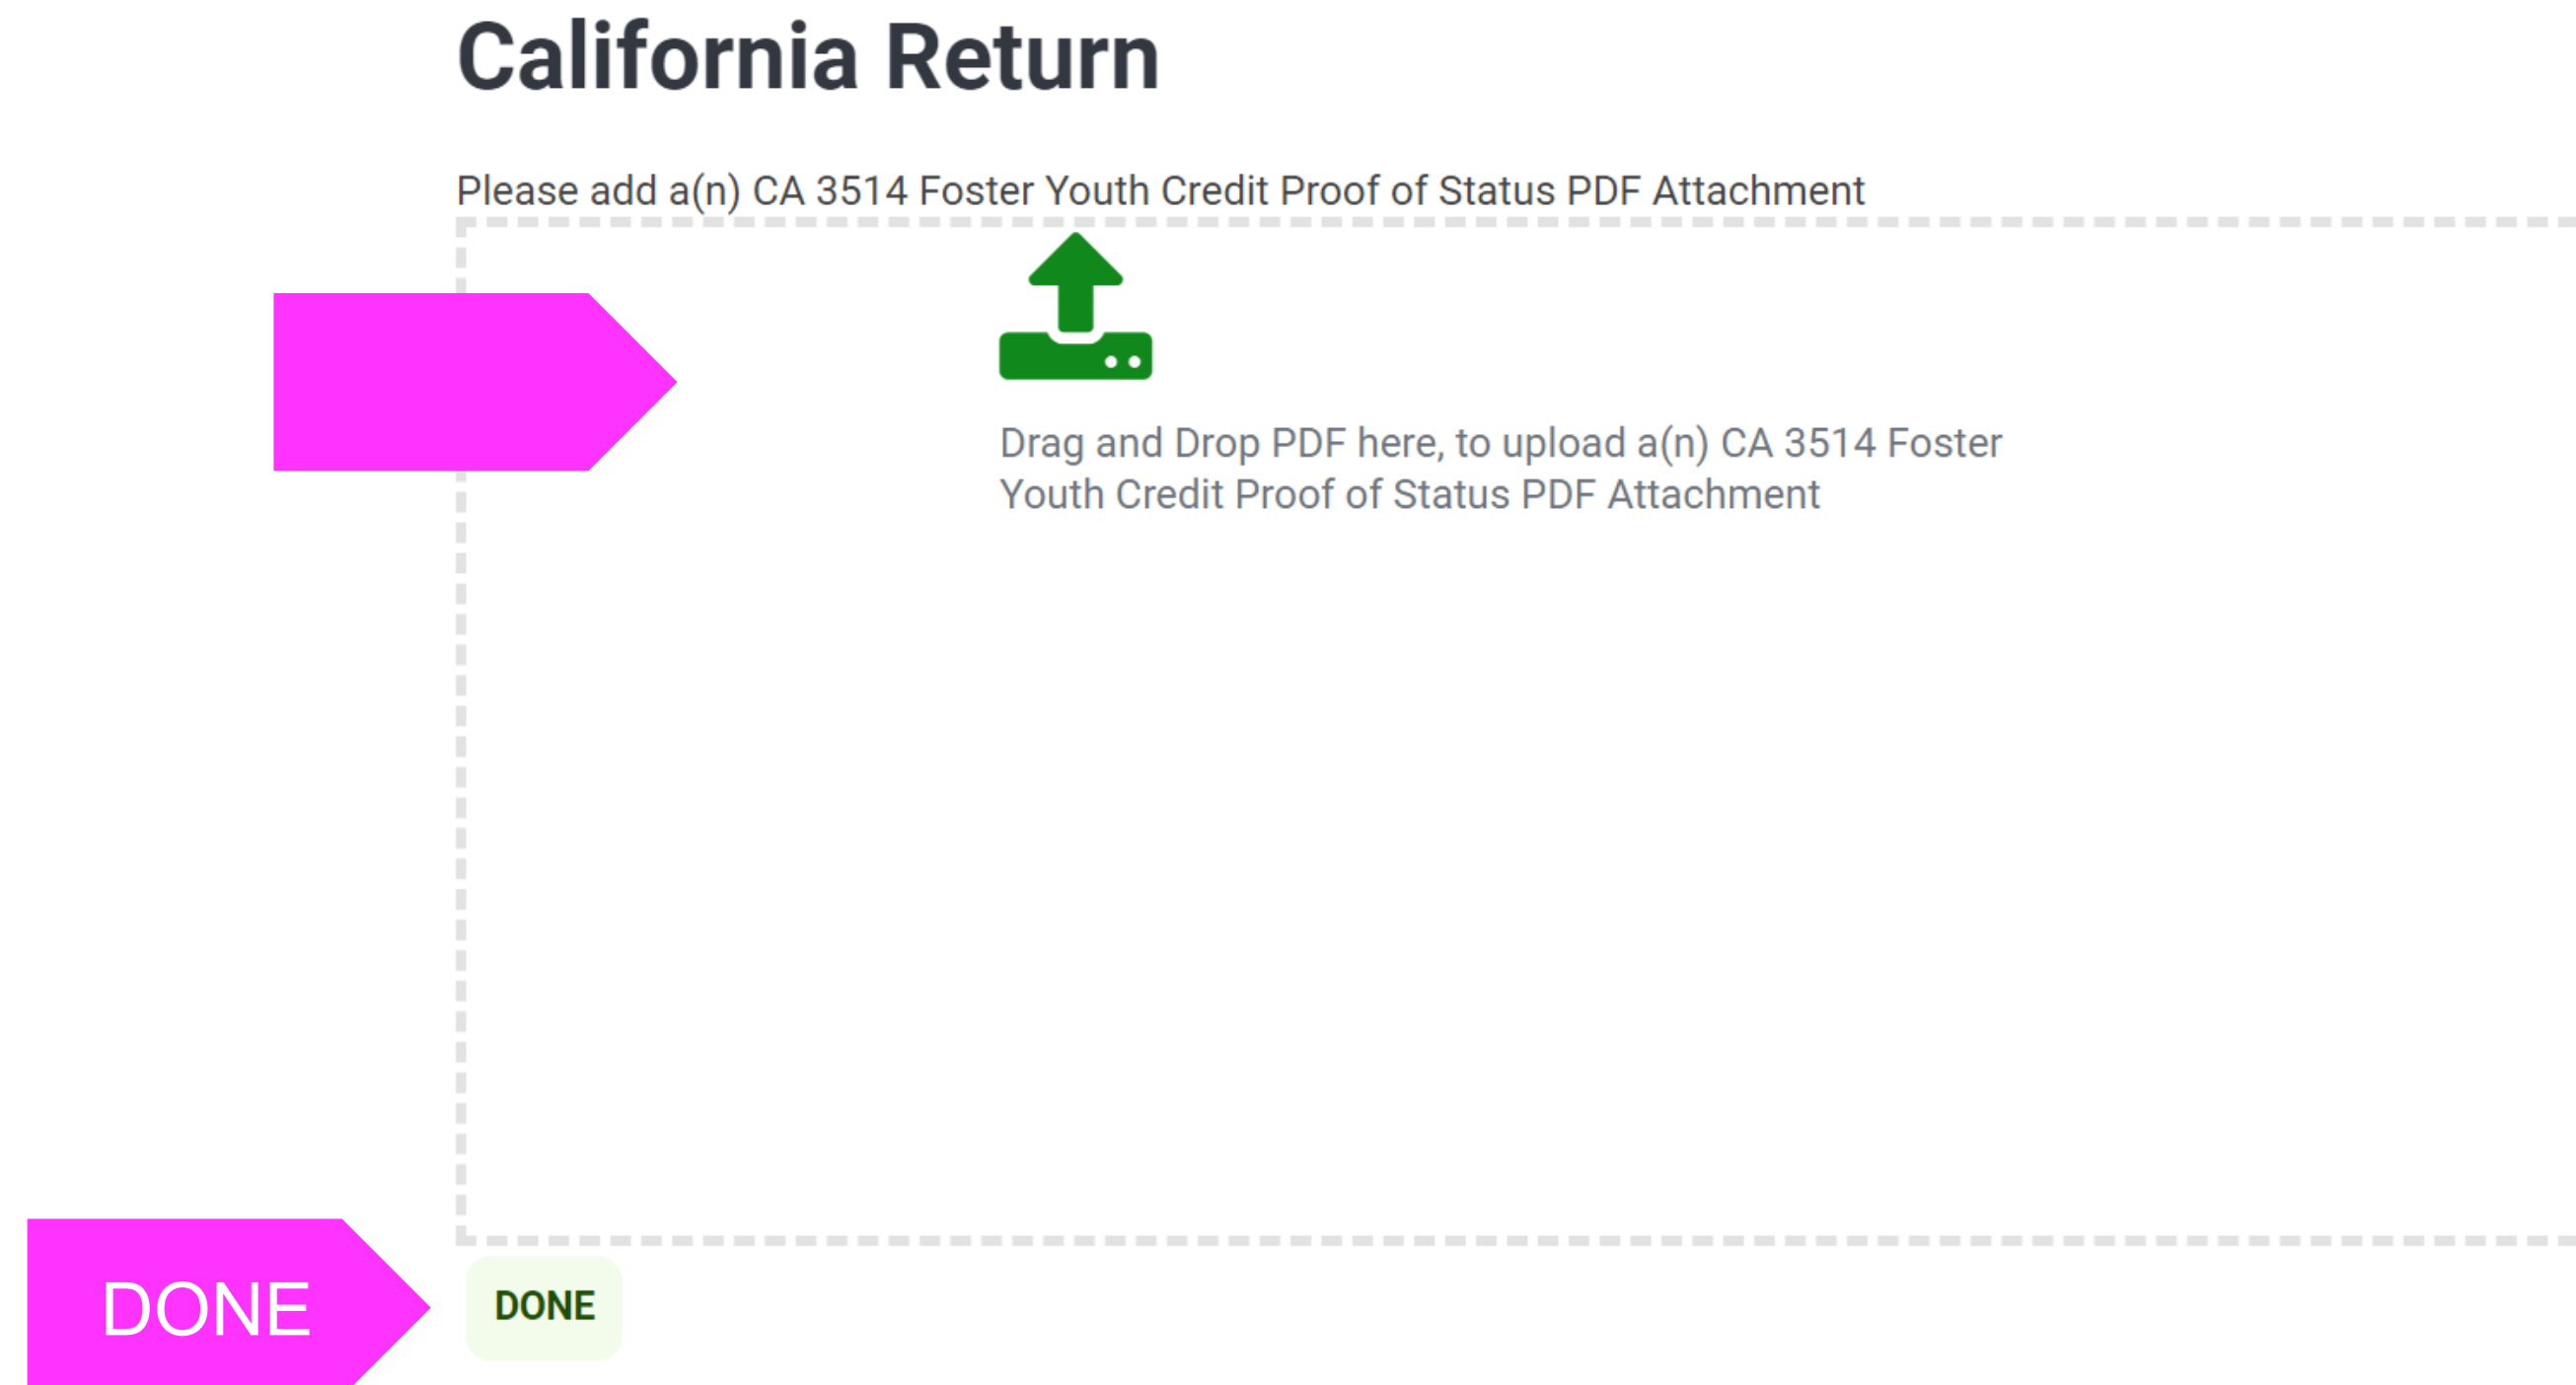 California Return
Please add a(n) CA 3514 Foster Youth Credit Proof of Status PDF Attachment
Drag and Drop PDF here, to upload a(n) CA 3514 Foster
Youth Credit Proof of Status PDF Attachment
DONE
DONE